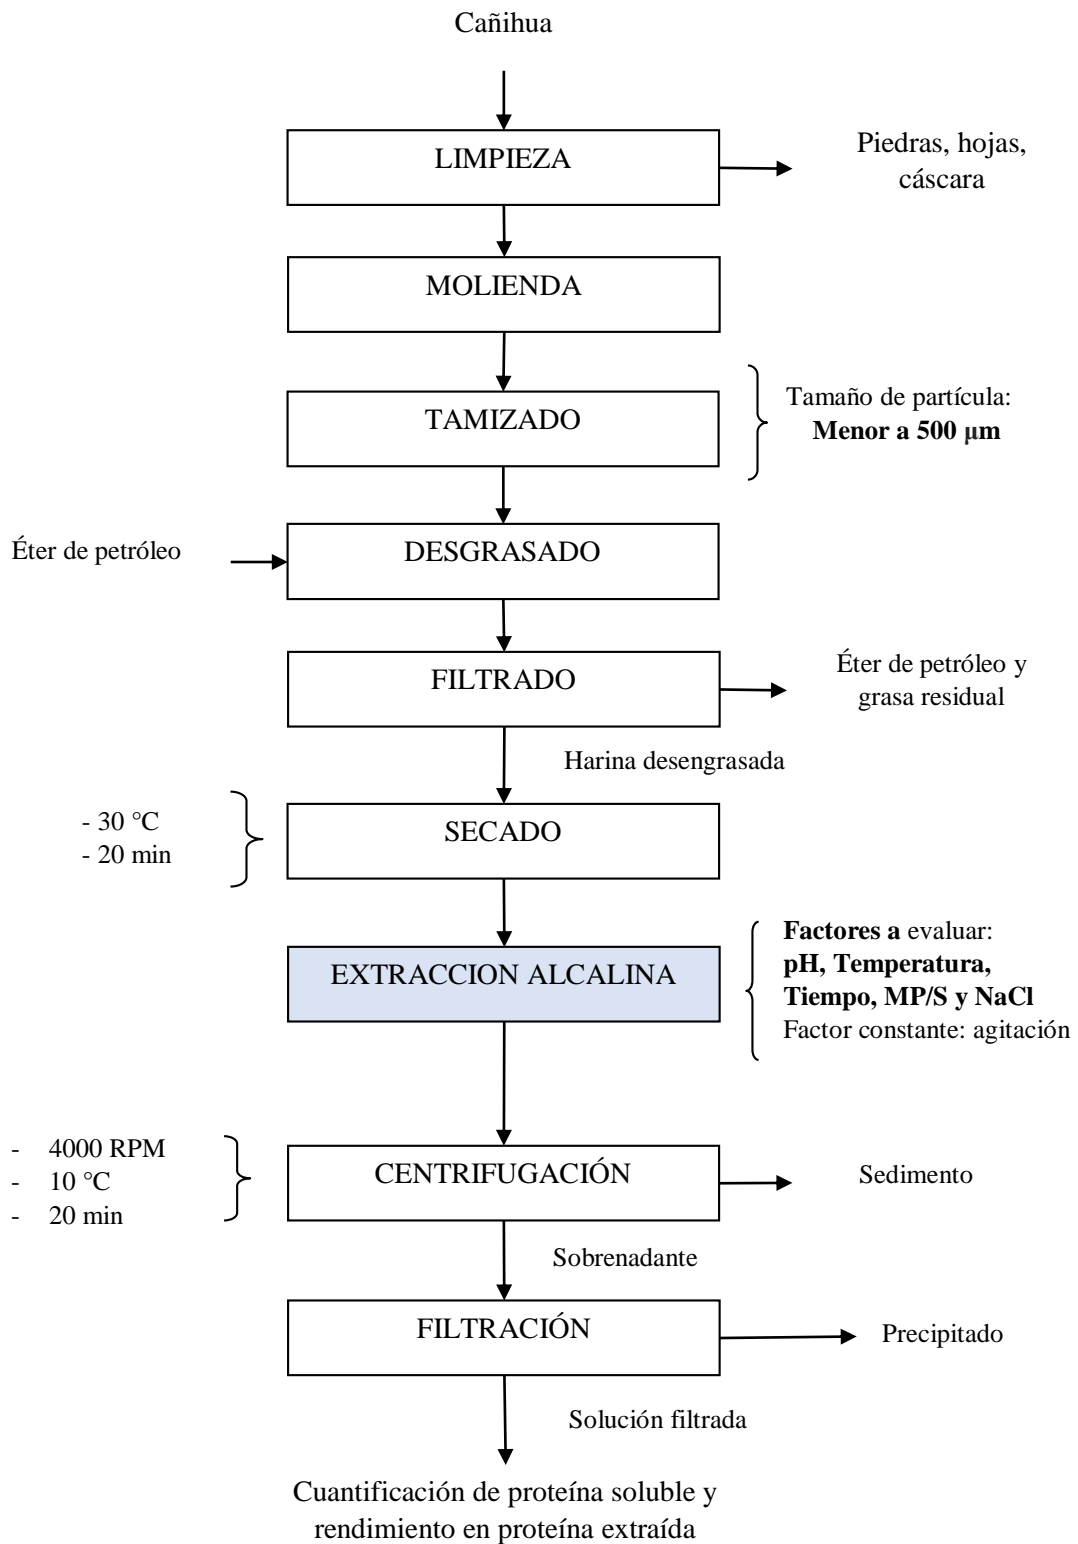 Cañihua
LIMPIEZA
Piedras, hojas,
cáscara
MOLIENDA
TAMIZADO
Tamaño de partícula:
Menor a 500 µm
Éter de petróleo
DESGRASADO
FILTRADO
Éter de petróleo y
grasa residual
Harina desengrasada
- 30 °C
- 20 min
SECADO
EXTRACCION ALCALINA
Factores a evaluar:
pH, Temperatura,
Tiempo, MP/S y NaCl
Factor constante: agitación
- 4000 RPM
- 10 °C
- 20 min
CENTRIFUGACIÓN
Sedimento
Sobrenadante
FILTRACIÓN
Precipitado
Solución filtrada
Cuantificación de proteína soluble y
rendimiento en proteína extraída